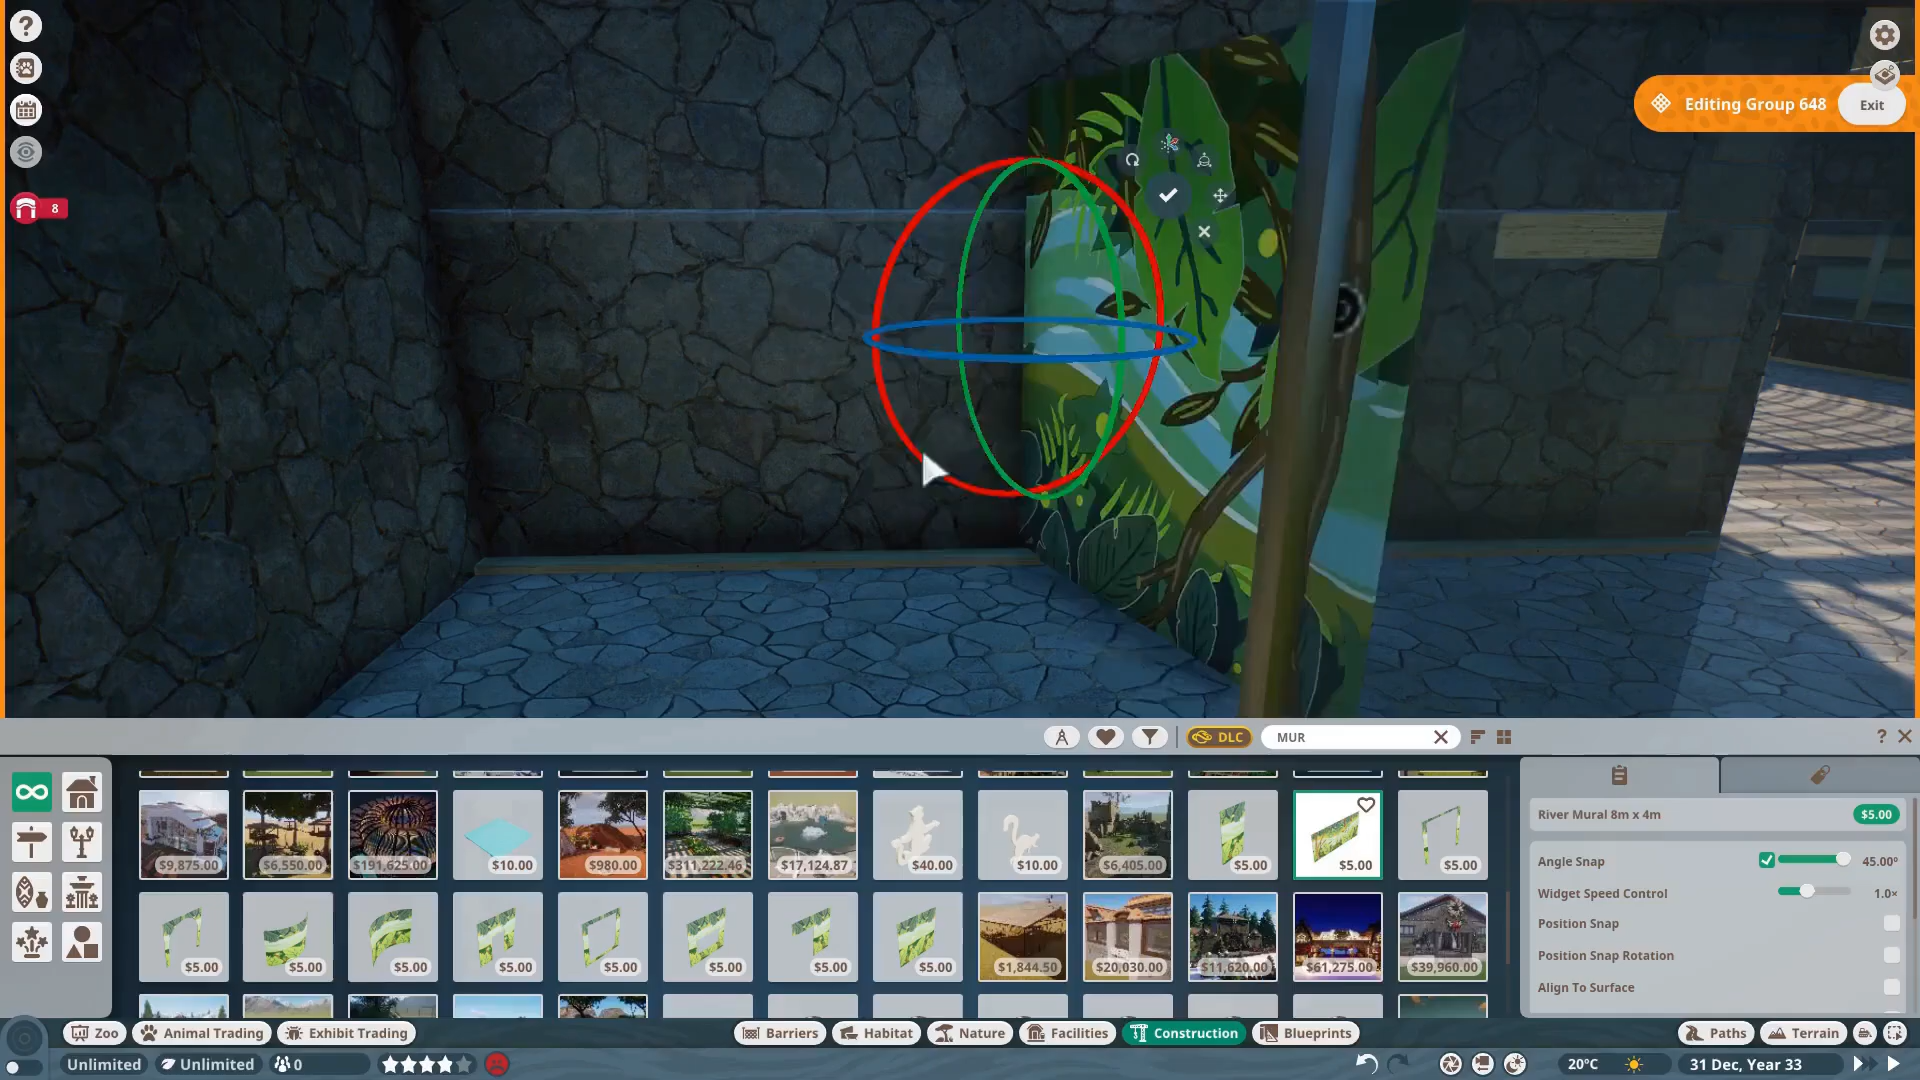 Editing Group 648
Exit
8
DLC
MUR
?
$9,875.00
$6,550.00
$191,625.00
$10.00
$980.00
$311,222.46
$17,124.87
$40.00
$10.00
$6,405.00
$5.00
$5.00
$5.00
$5.00
$5.00
$5.00
$5.00
$5.00
$5.00
$5.00
$5.00
$1,844.50
$20,030.00
$11,620.00
$61,275.00
$39,960.00
River Mural 8m x 4m
$5.00
Angle Snap
45.00º
Widget Speed Control
1.0×
Position Snap
Position Snap Rotation
Align To Surface
Zoo
Animal Trading
Exhibit Trading
Barriers
Habitat
Nature
Facilities
Construction
Blueprints
Paths
Terrain
Unlimited
Unlimited
0
20°C
31 Dec, Year 33